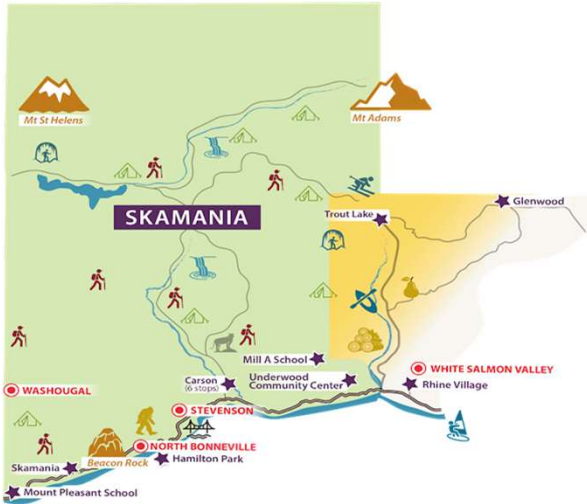 Mt St Helens
Mt Adams
SKAMANIA
Trout Lake
Glenwood
Mill A School
WHITE SALMON VALLEY
WASHOUGAL
Carson
(6 stops)
Underwood
Community Center
Rhine Village
STEVENSON
NORTH BONNEVILLE
Beacon Rock
Hamilton Park
Skamania
Mount Pleasant School